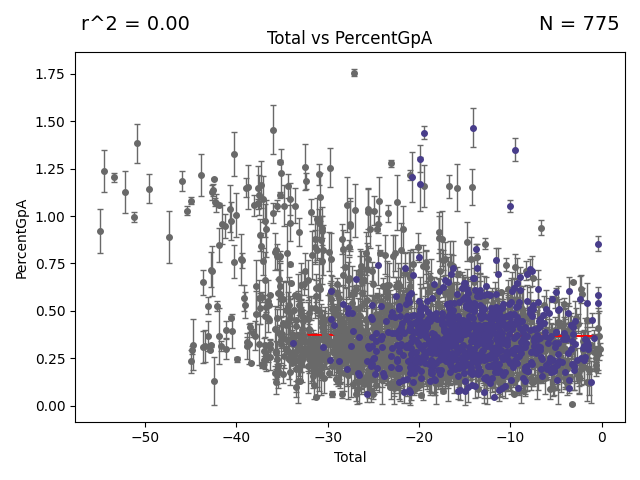 r^2 = 0.00
N = 775
Total vs PercentGpA
PercentGpA
1.75
1.50
1.25
1.00
0.75
0.50
0.25
0.00
−50
−40
−30
−20
−10
0
Total